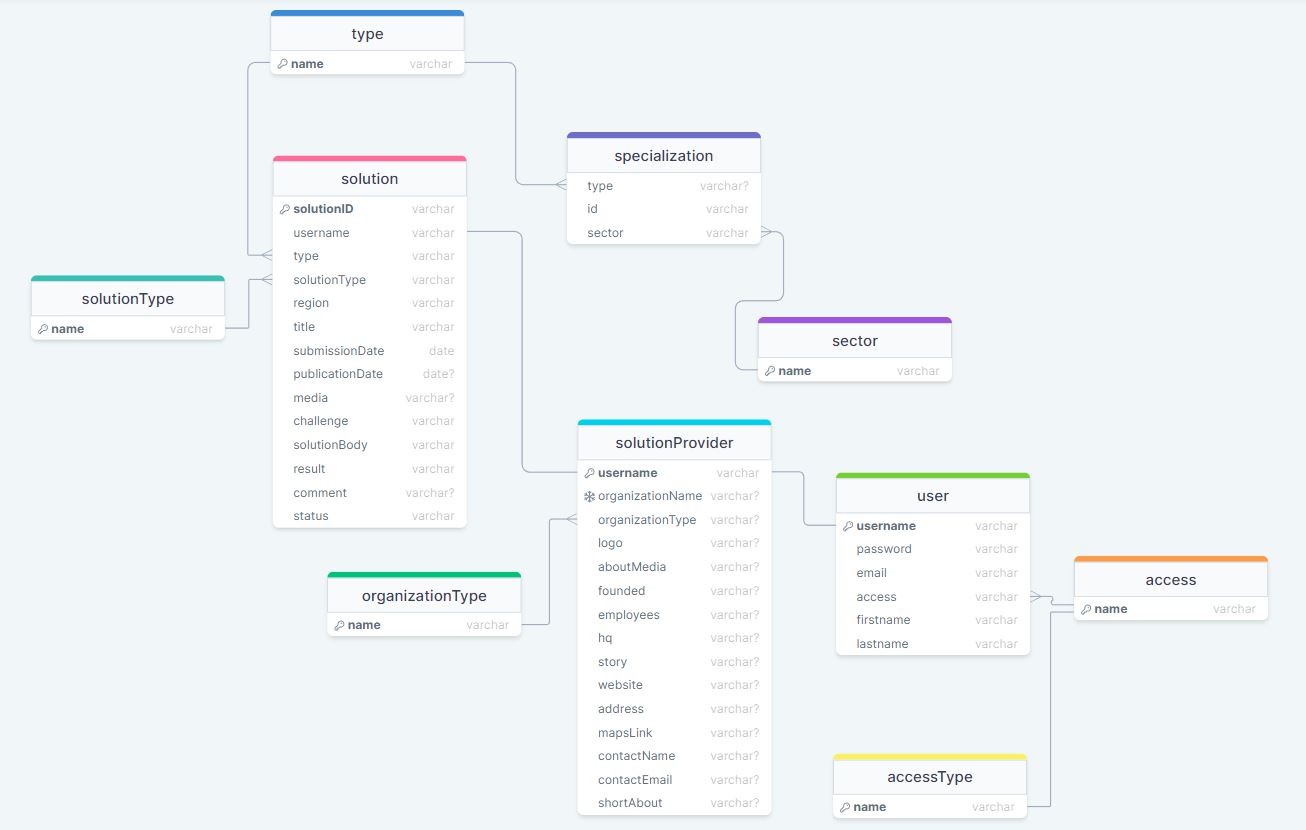 type
name varchar
solution
solutionID varchar
username varchar
type varchar
solutionType varchar
region varchar
title varchar
submissionDate date
publicationDate date?
media varchar?
challenge varchar
solutionBody varchar
result varchar
comment varchar?
status varchar
specialization
type varchar?
id varchar
sector varchar
solutionType
name varchar
sector
name varchar
solutionProvider
username varchar
organizationName varchar?
organizationType varchar?
logo varchar?
aboutMedia varchar?
founded varchar?
employees varchar?
hq varchar?
story varchar?
website varchar?
address varchar?
mapsLink varchar?
contactName varchar?
contactEmail varchar?
shortAbout varchar?
user
username varchar
password varchar
email varchar
access varchar
firstname varchar
lastname varchar
access
name varchar
organizationType
name varchar
accessType
name varchar